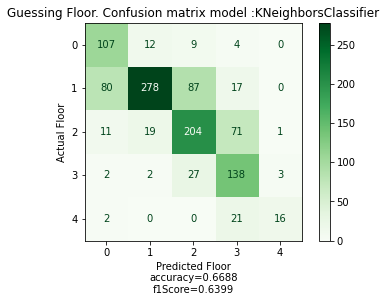 Guessing Floor. Confusion matrix model :KNeighborsClassifier
0 107 12 9 4 0
1 80 278 87 17 0
2 11 19 204 71 1
3 2 2 27 138 3
4 2 0 0 21 16
0 1 2 3 4
Actual Floor
Predicted Floor
accuracy=0.6688
f1Score=0.6399
250
200
150
100
50
0